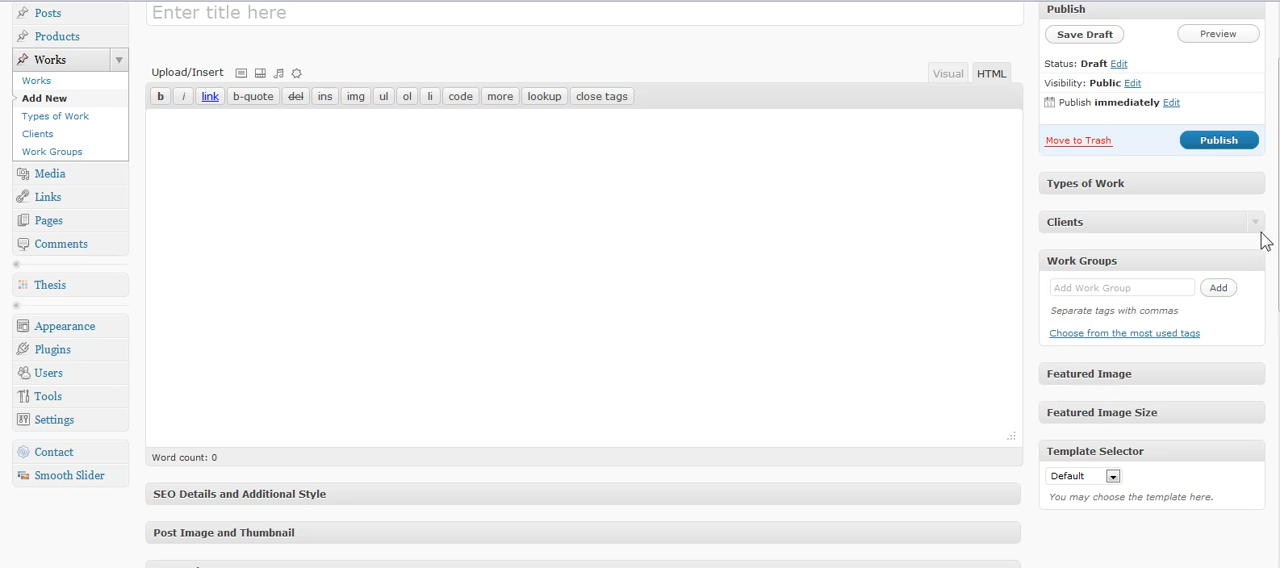 Posts
Products
Works
Works
Add New
Types of Work
Clients
Work Groups
Media
Links
Pages
Comments
Thesis
Appearance
Plugins
Users
Tools
Settings
Contact
Smooth Slider
Enter title here
Upload/Insert
Visual HTML
b i link b-quote del ins img ul ol li code more lookup close tags
Word count: 0
SEO Details and Additional Style
Post Image and Thumbnail
Publish
Save Draft Preview
Status: Draft Edit
Visibility: Public Edit
Publish immediately Edit
Move to Trash Publish
Types of Work
Clients
Work Groups
Add Work Group Add
Separate tags with commas
Choose from the most used tags
Featured Image
Featured Image Size
Template Selector
Default
You may choose the template here.